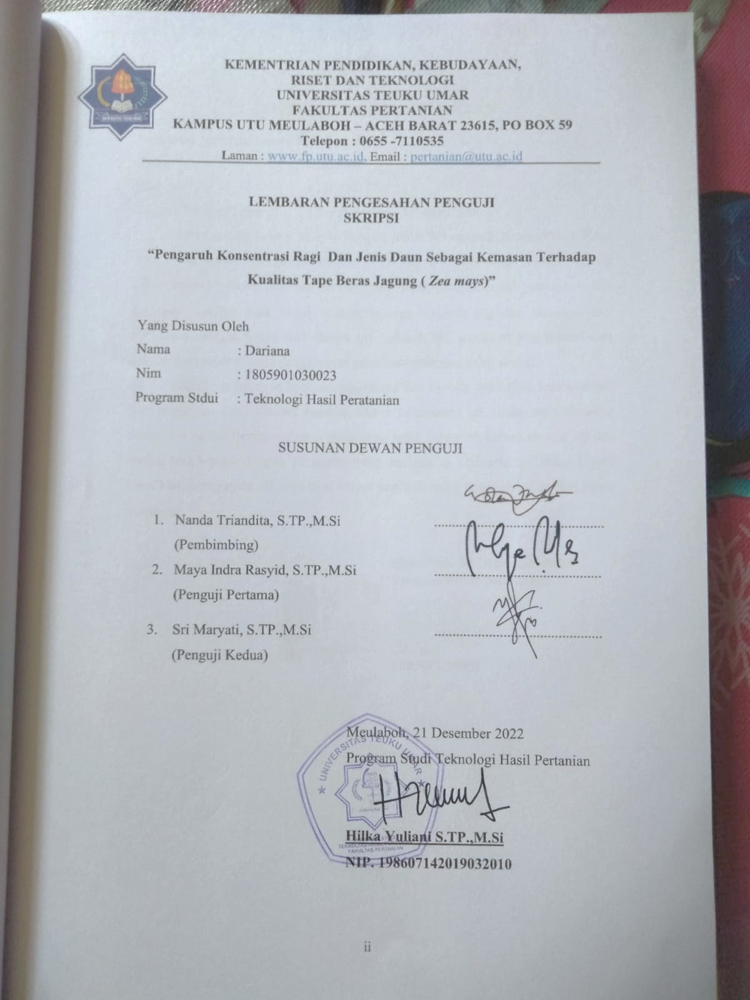 KEMENTRIAN PENDIDIKAN, KEBUDAYAAN,
RISET DAN TEKNOLOGI
UNIVERSITAS TEUKU UMAR
FAKULTAS PERTANIAN
KAMPUS UTU MEULABOH – ACEH BARAT 23615, PO BOX 59
Telepon : 0655 -7110535
Laman : www.fp.utu.ac.id, Email : pertanian@utu.ac.id
UNIVERSITAS TEUKU UMAR
LEMBARAN PENGESAHAN PENGUJI
SKRIPSI
“Pengaruh Konsentrasi Ragi Dan Jenis Daun Sebagai Kemasan Terhadap
Kualitas Tape Beras Jagung ( Zea mays)”
Yang Disusun Oleh
Nama : Dariana
Nim : 1805901030023
Program Stdui : Teknologi Hasil Peratanian
SUSUNAN DEWAN PENGUJI
1. Nanda Triandita, S.TP.,M.Si
(Pembimbing)
2. Maya Indra Rasyid, S.TP.,M.Si
(Penguji Pertama)
3. Sri Maryati, S.TP.,M.Si
(Penguji Kedua)
Meulaboh, 21 Desember 2022
Program Studi Teknologi Hasil Pertanian
UNIVERSITAS TEUKU UMAR
Hilka Yuliani S.TP.,M.Si
FAKULTAS PERTANIAN
NIP. 198607142019032010
ii